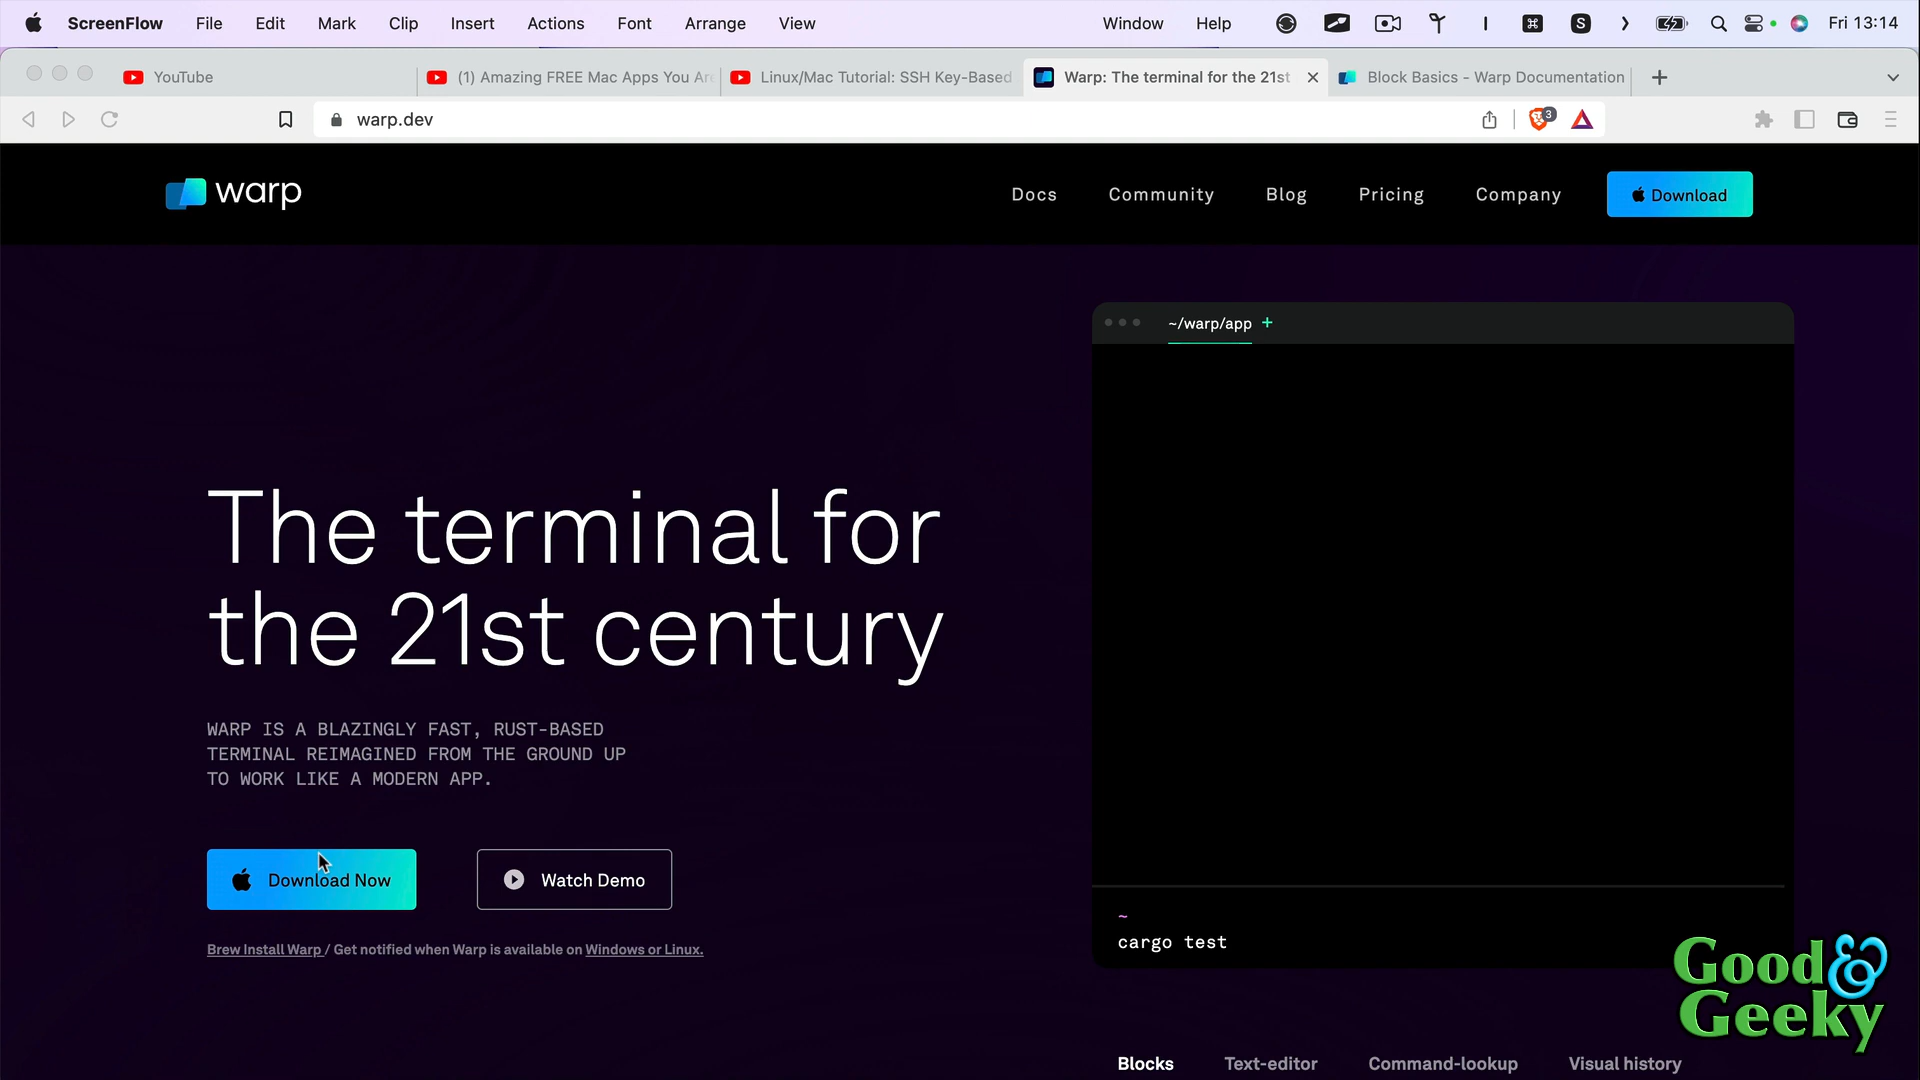 ScreenFlow File Edit Mark Clip Insert Actions Font Arrange View Window Help Fri 13:14
YouTube (1) Amazing FREE Mac Apps You Are Linux/Mac Tutorial: SSH Key-Based Warp: The terminal for the 21st Block Basics - Warp Documentation
warp.dev 3
warp Docs Community Blog Pricing Company Download
~/warp/app +
The terminal for
the 21st century
WARP IS A BLAZINGLY FAST, RUST-BASED
TERMINAL REIMAGINED FROM THE GROUND UP
TO WORK LIKE A MODERN APP.
Download Now Watch Demo
Brew Install Warp / Get notified when Warp is available on Windows or Linux.
~
cargo test
Good &
Geeky
Blocks Text-editor Command-lookup Visual history